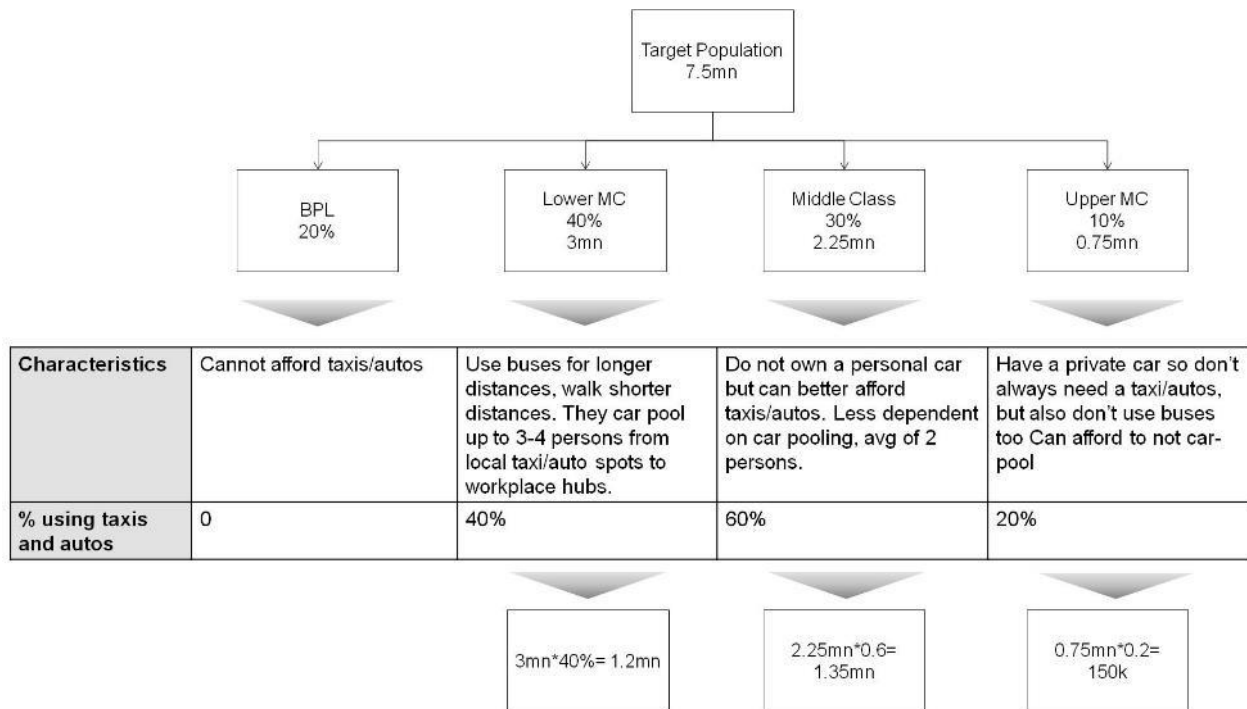 Target Population
7.5mn
BPL
20%
Lower MC
40%
3mn
Middle Class
30%
2.25mn
Upper MC
10%
0.75mn
Characteristics
Cannot afford taxis/autos
Use buses for longer
distances, walk shorter
distances. They car pool
up to 3-4 persons from
local taxi/auto spots to
workplace hubs.
Do not own a personal car
but can better afford
taxis/autos. Less dependent
on car pooling, avg of 2
persons.
Have a private car so don't
always need a taxi/autos,
but also don't use buses
too Can afford to not car-
pool
% using taxis
and autos
0
40%
60%
20%
3mn*40%= 1.2mn
2.25mn*0.6=
1.35mn
0.75mn*0.2=
150k